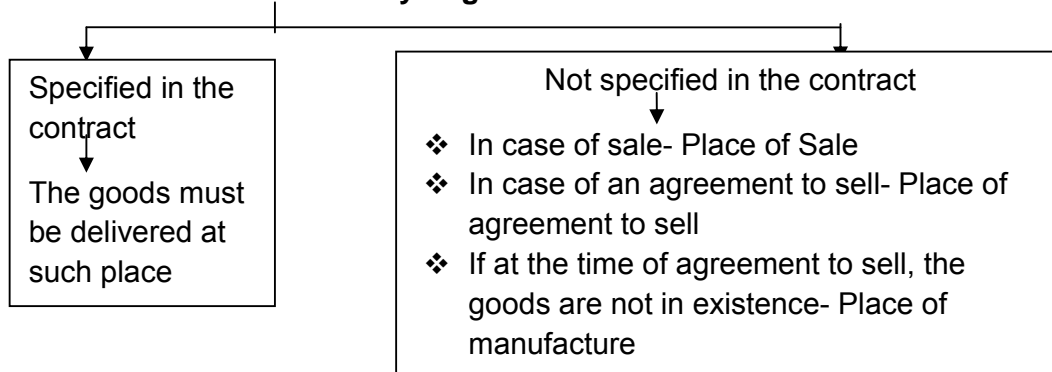 Specified in the
contract
The goods must
be delivered at
such place
Not specified in the contract
❖ In case of sale- Place of Sale
❖ In case of an agreement to sell- Place of
agreement to sell
❖ If at the time of agreement to sell, the
goods are not in existence- Place of
manufacture